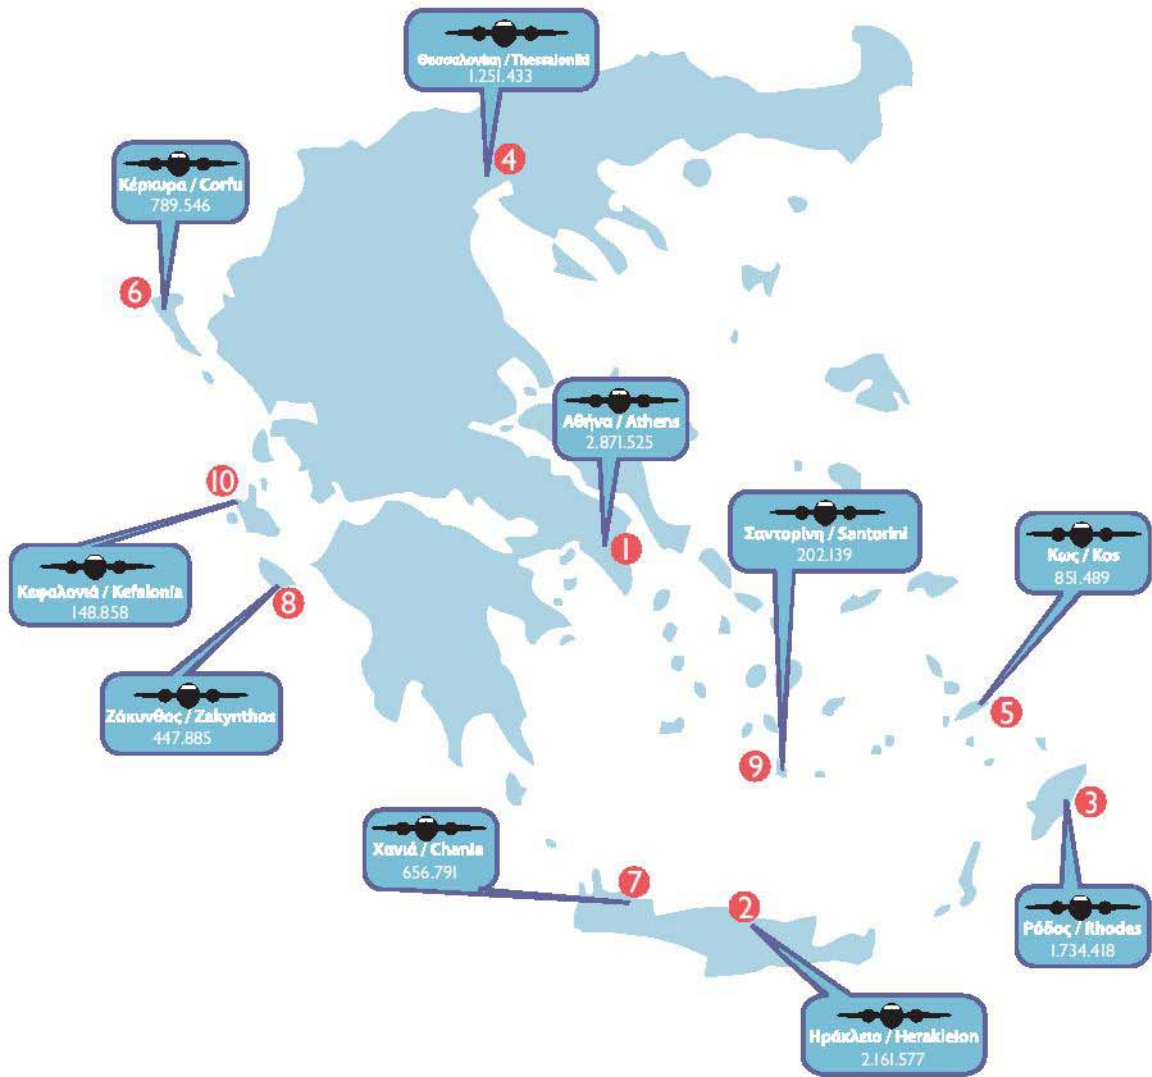 Θεσσαλονίκη / Thessaloniki
1.251.433
4
Κέρκυρα / Corfu
789.546
6
Αθήνα / Athens
2.871.525
1
10
Κεφαλονιά / Kefalonia
148.858
8
Ζάκυνθος / Zakynthos
447.885
Σαντορίνη / Santorini
202.139
9
Κως / Kos
851.489
5
3
Ρόδος / Rhodes
1.734.418
Χανιά / Chania
656.791
7
2
Ηράκλειο / Herakleion
2.161.577